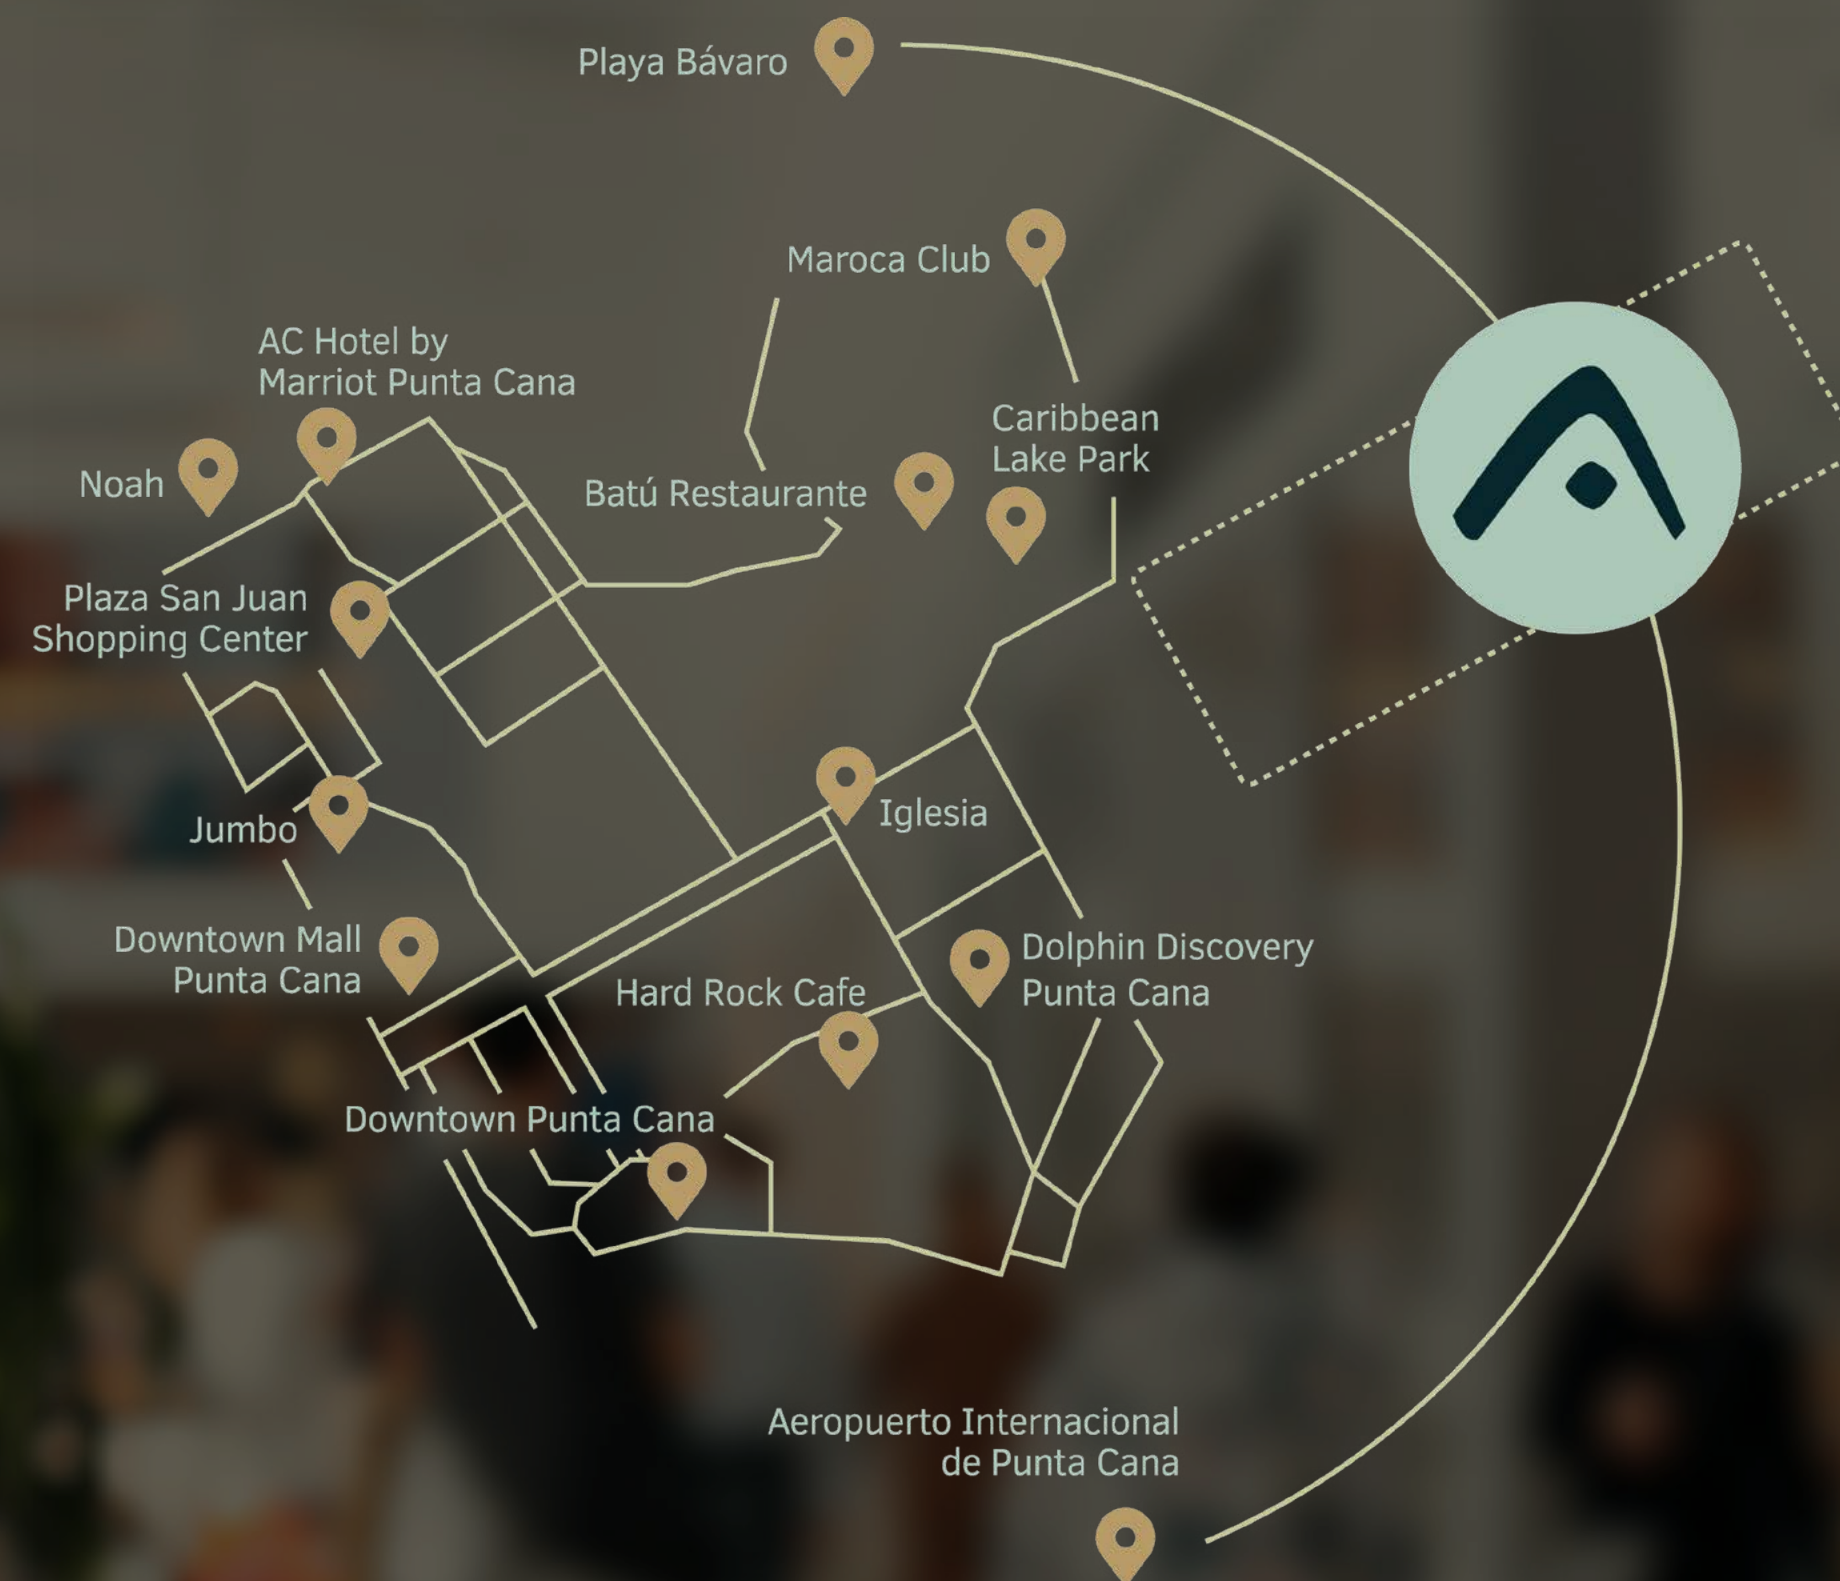 Playa Bávaro
Maroca Club
AC Hotel by
Marriot Punta Cana
Caribbean
Lake Park
Noah
Batú Restaurante
Plaza San Juan
Shopping Center
Iglesia
Jumbo
Downtown Mall
Punta Cana
Dolphin Discovery
Punta Cana
Hard Rock Cafe
Downtown Punta Cana
Aeropuerto Internacional
de Punta Cana